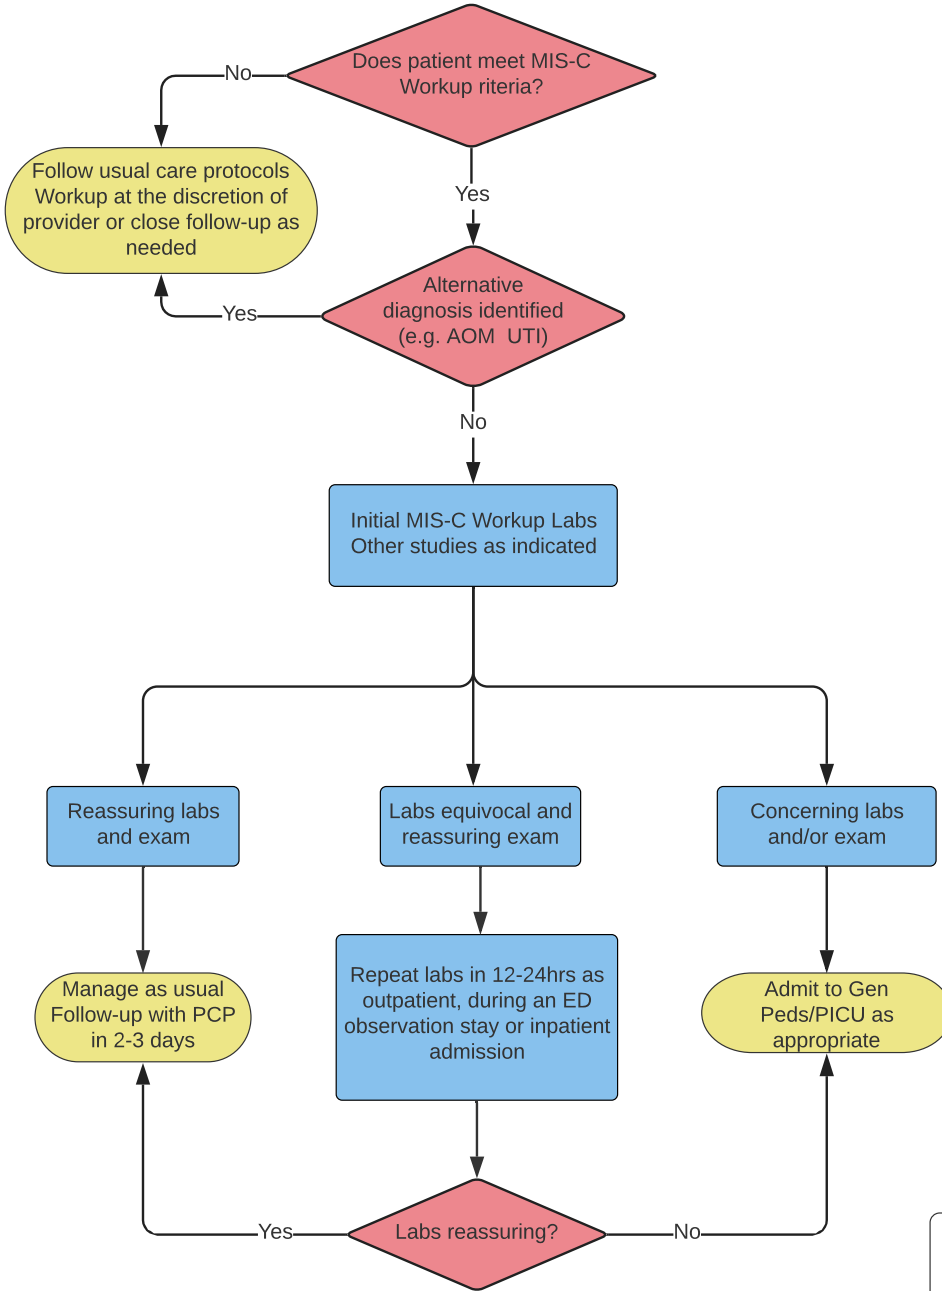 Does patient meet MIS-C
Workup riteria?
No
Follow usual care protocols
Workup at the discretion of
provider or close follow-up as
needed
Yes
Alternative
diagnosis identified
(e.g. AOM  UTI)
Yes
No
Initial MIS-C Workup Labs
Other studies as indicated
Reassuring labs
and exam
Labs equivocal and
reassuring exam
Concerning labs
and/or exam
Manage as usual
Follow-up with PCP
in 2-3 days
Repeat labs in 12-24hrs as
outpatient, during an ED
observation stay or inpatient
admission
Admit to Gen
Peds/PICU as
appropriate
Yes
Labs reassuring?
No